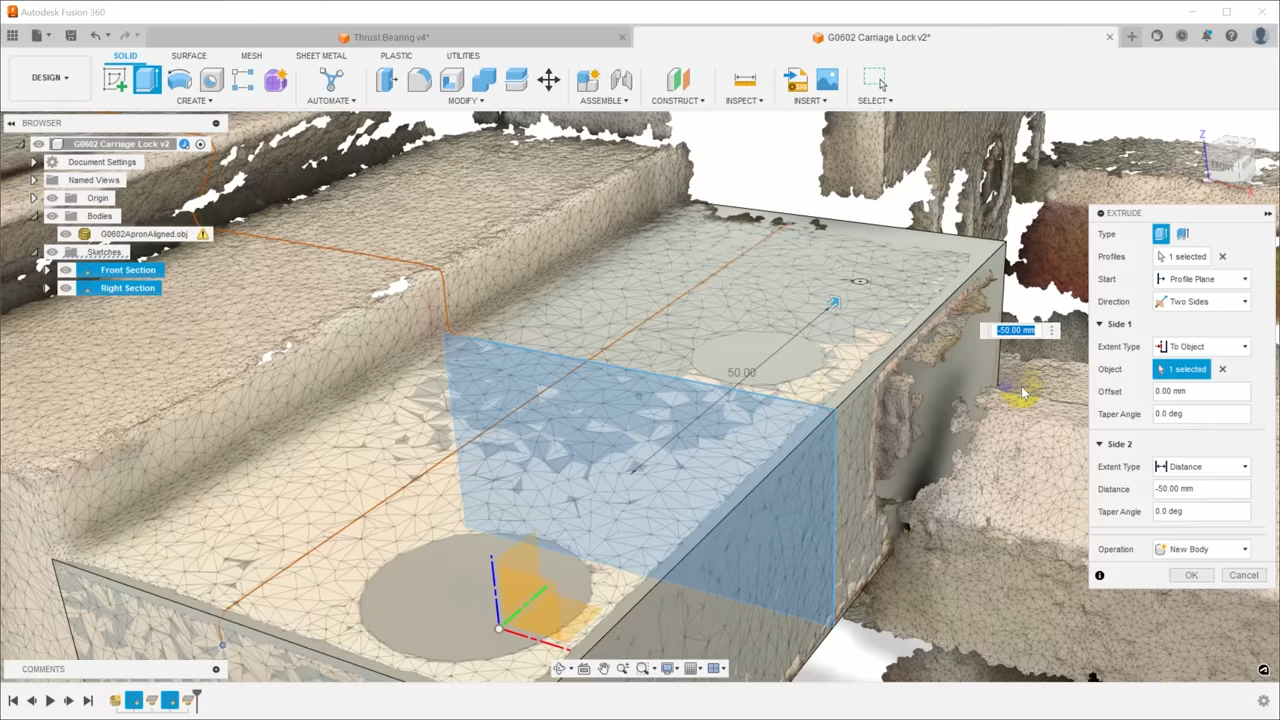 Autodesk Fusion 360
Thrust Bearing v4*
G0602 Carriage Lock v2*
DESIGN
SOLID
SURFACE
MESH
SHEET METAL
PLASTIC
UTILITIES
CREATE
AUTOMATE
MODIFY
ASSEMBLE
CONSTRUCT
INSPECT
INSERT
SELECT
BROWSER
G0602 Carriage Lock v2
Document Settings
Named Views
Origin
Bodies
G0602ApronAligned.obj
Sketches
Front Section
Right Section
Z
X
50.00
-50.00 mm
EXTRUDE
Type
Profiles 1 selected
Start Profile Plane
Direction Two Sides
Side 1
Extent Type To Object
Object 1 selected
Offset 0.00 mm
Taper Angle 0.0 deg
Side 2
Extent Type Distance
Distance -50.00 mm
Taper Angle 0.0 deg
Operation New Body
OK Cancel
COMMENTS